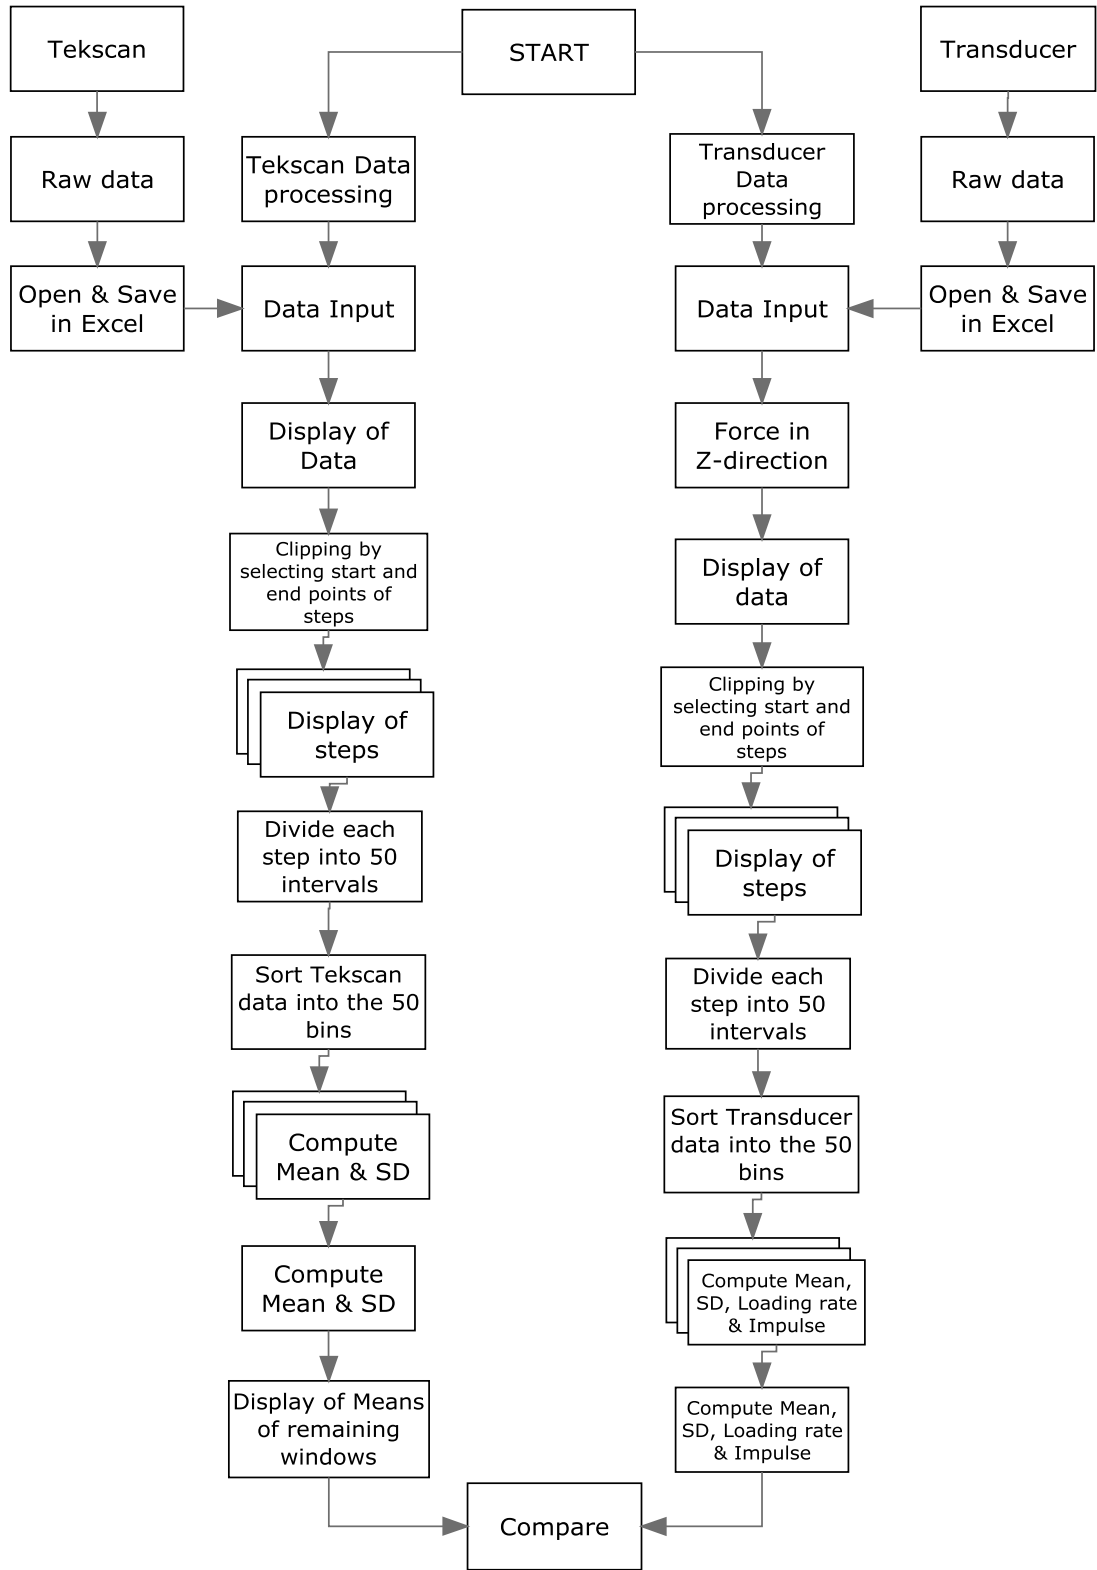 Tekscan
START
Transducer
Raw data
Tekscan Data
processing
Transducer
Data
processing
Raw data
Open & Save
in Excel
Data Input
Data Input
Open & Save
in Excel
Display of
Data
Force in
Z-direction
Clipping by
selecting start and
end points of
steps
Display of
data
Display of
steps
Clipping by
selecting start and
end points of
steps
Divide each
step into 50
intervals
Display of
steps
Sort Tekscan
data into the 50
bins
Divide each
step into 50
intervals
Compute
Mean & SD
Sort Transducer
data into the 50
bins
Compute
Mean & SD
Compute Mean,
SD, Loading rate
& Impulse
Display of Means
of remaining
windows
Compute Mean,
SD, Loading rate
& Impulse
Compare